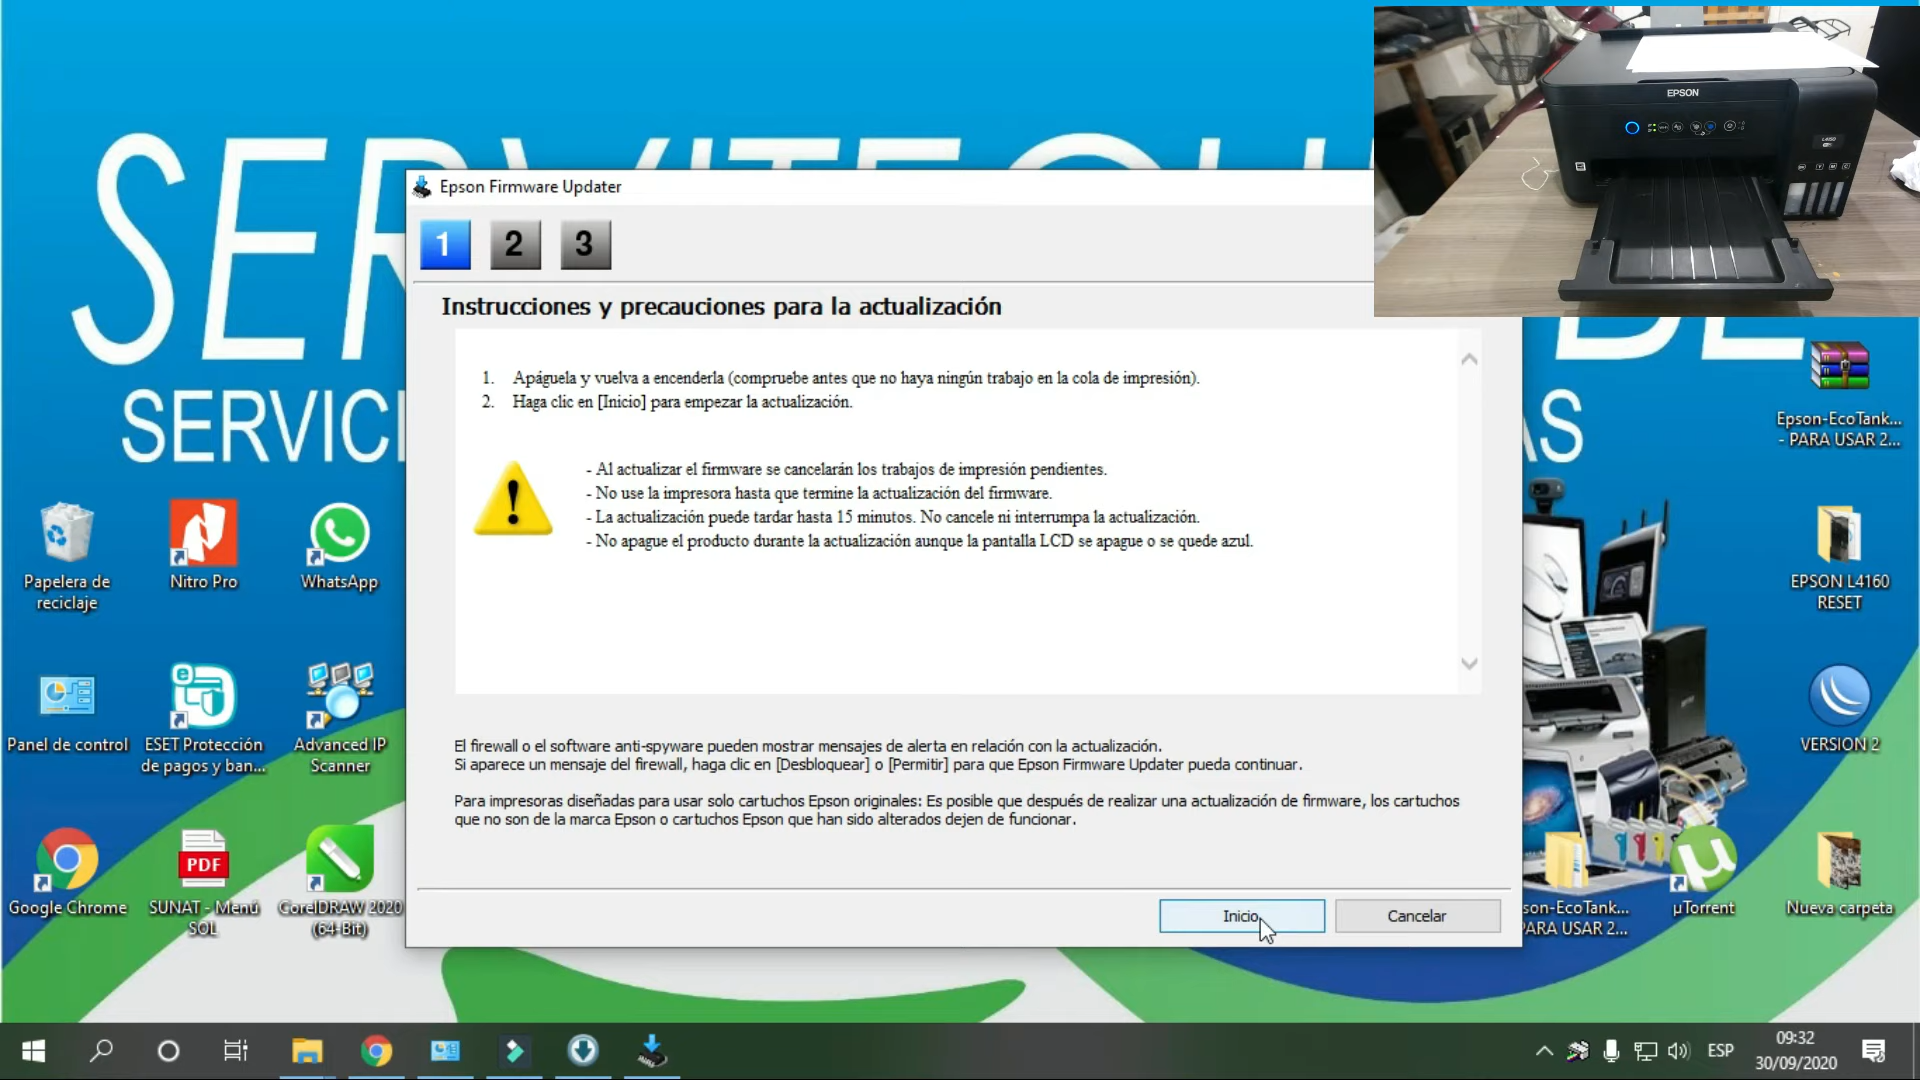 EPSON
L4150
SER
SERVIC
AS
DE
Epson Firmware Updater
1 2 3
Instrucciones y precauciones para la actualización
1. Apáguela y vuelva a encenderla (compruebe antes que no haya ningún trabajo en la cola de impresión).
2. Haga clic en [Inicio] para empezar la actualización.
- Al actualizar el firmware se cancelarán los trabajos de impresión pendientes.
- No use la impresora hasta que termine la actualización del firmware.
- La actualización puede tardar hasta 15 minutos. No cancele ni interrumpa la actualización.
- No apague el producto durante la actualización aunque la pantalla LCD se apague o se quede azul.
El firewall o el software anti-spyware pueden mostrar mensajes de alerta en relación con la actualización.
Si aparece un mensaje del firewall, haga clic en [Desbloquear] o [Permitir] para que Epson Firmware Updater pueda continuar.
Para impresoras diseñadas para usar solo cartuchos Epson originales: Es posible que después de realizar una actualización de firmware, los cartuchos
que no son de la marca Epson o cartuchos Epson que han sido alterados dejen de funcionar.
Inicio
Cancelar
Papelera de
reciclaje
Nitro Pro
WhatsApp
Panel de control
ESET Protección
de pagos y ban...
Advanced IP
Scanner
Google Chrome
PDF
SUNAT - Menú
SOL
CorelDRAW 2020
(64-Bit)
Epson-EcoTank...
- PARA USAR 2...
EPSON L4160
RESET
VERSION 2
son-EcoTank...
PARA USAR 2...
µTorrent
Nueva carpeta
ESP
09:32
30/09/2020